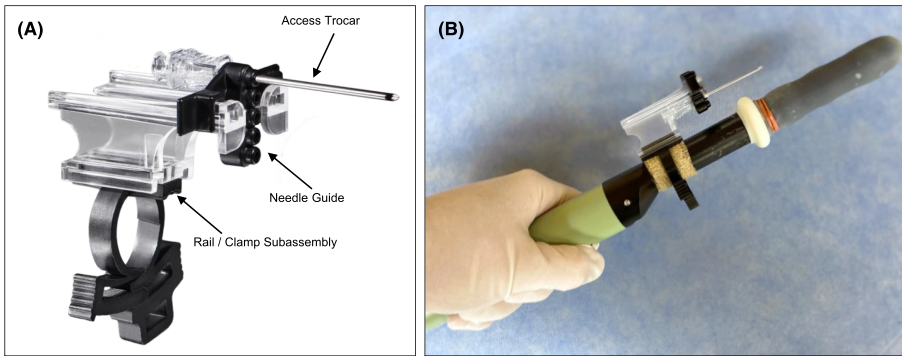 (A)
Access Trocar
Needle Guide
Rail / Clamp Subassembly
(B)